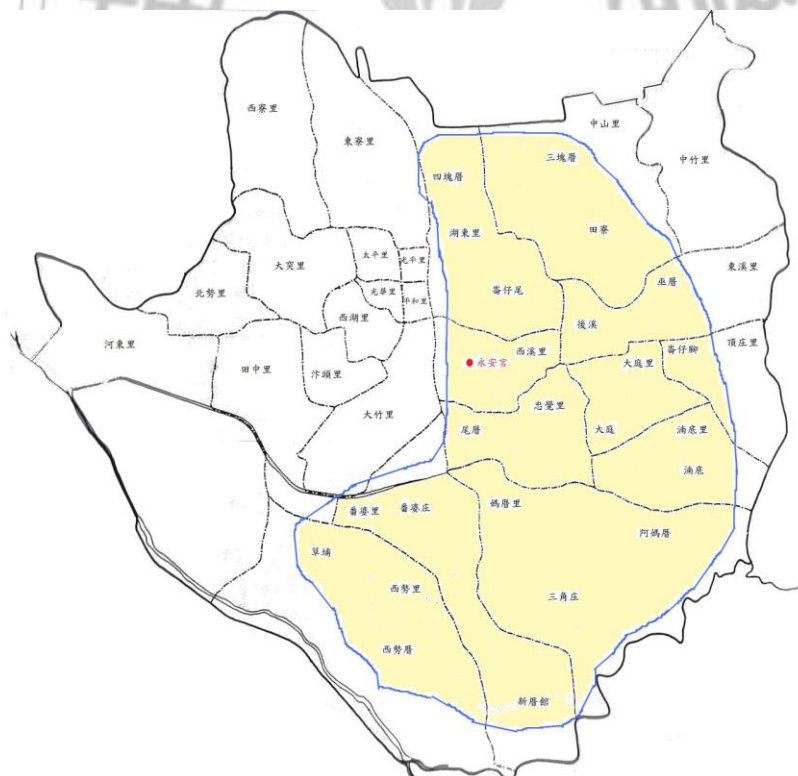 西寮里
東寮里
中山里
中竹里
三塊厝
四塊厝
湖東里
田寮
大突里
太平里
光平里
北勢里
光華里
平和里
西湖里
崙仔尾
巫厝
東溪里
後溪
河東里
田中里
汴頭里
永安宮
西溪里
大庭里
崙仔腳
頂庄里
大竹里
忠覺里
尾厝
大庭
湳底里
湳底
番婆里
番婆庄
媽厝里
阿媽厝
草埔
西勢里
三角庄
西勢厝
新厝館